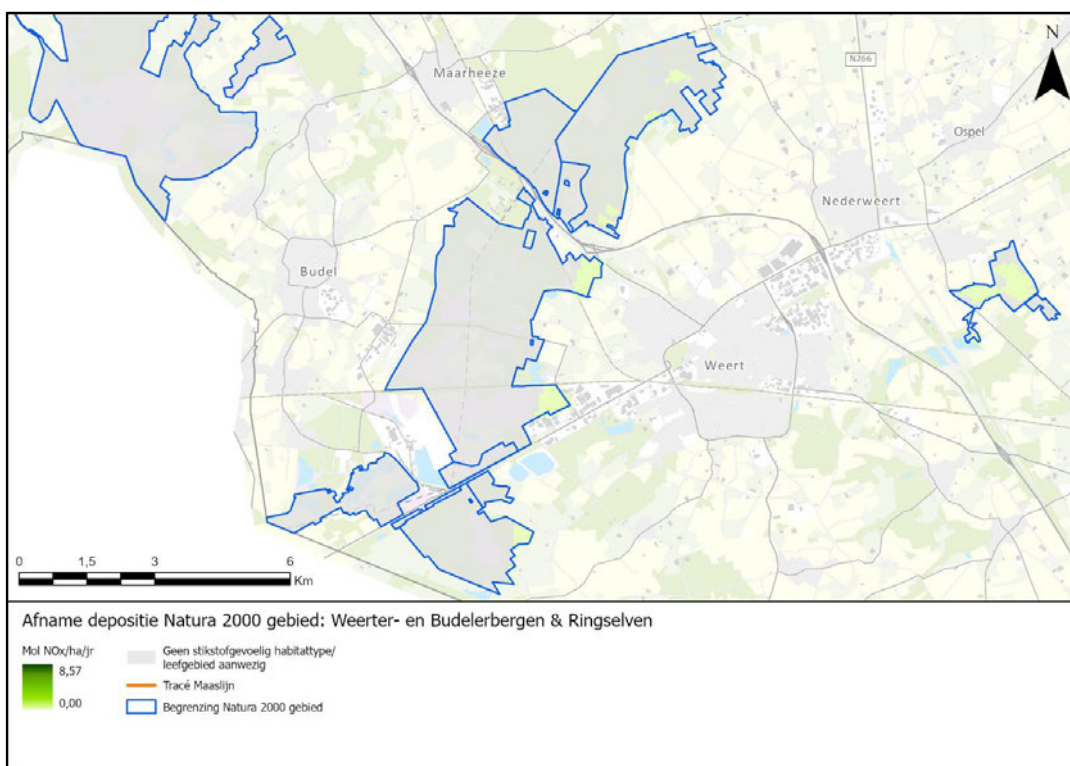 N
N266
Maarheeze
Ospel
Nederweert
Budel
Weert
0 1,5 3 6
Km
Afname depositie Natura 2000 gebied: Weerter- en Budelerbergen & Ringselven
Mol NOx/ha/jr
8,57
0,00
Geen stikstofgevoelig habitattype/
leefgebied aanwezig
Tracé Maaslijn
Begrenzing Natura 2000 gebied